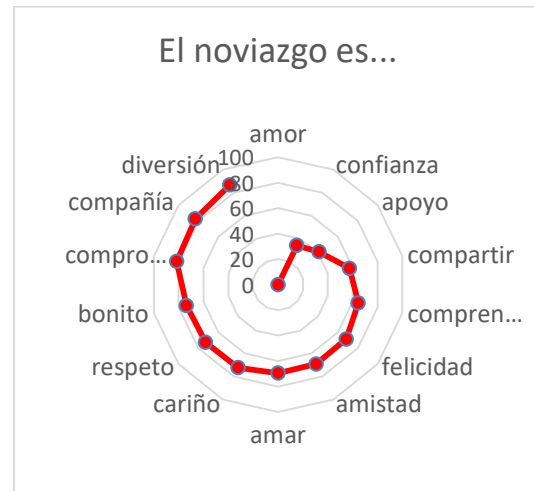 El noviazgo es...
amor
confianza
apoyo
compartir
compren...
felicidad
amistad
amar
cariño
respeto
bonito
compro...
compañía
diversión
100
80
60
40
20
0